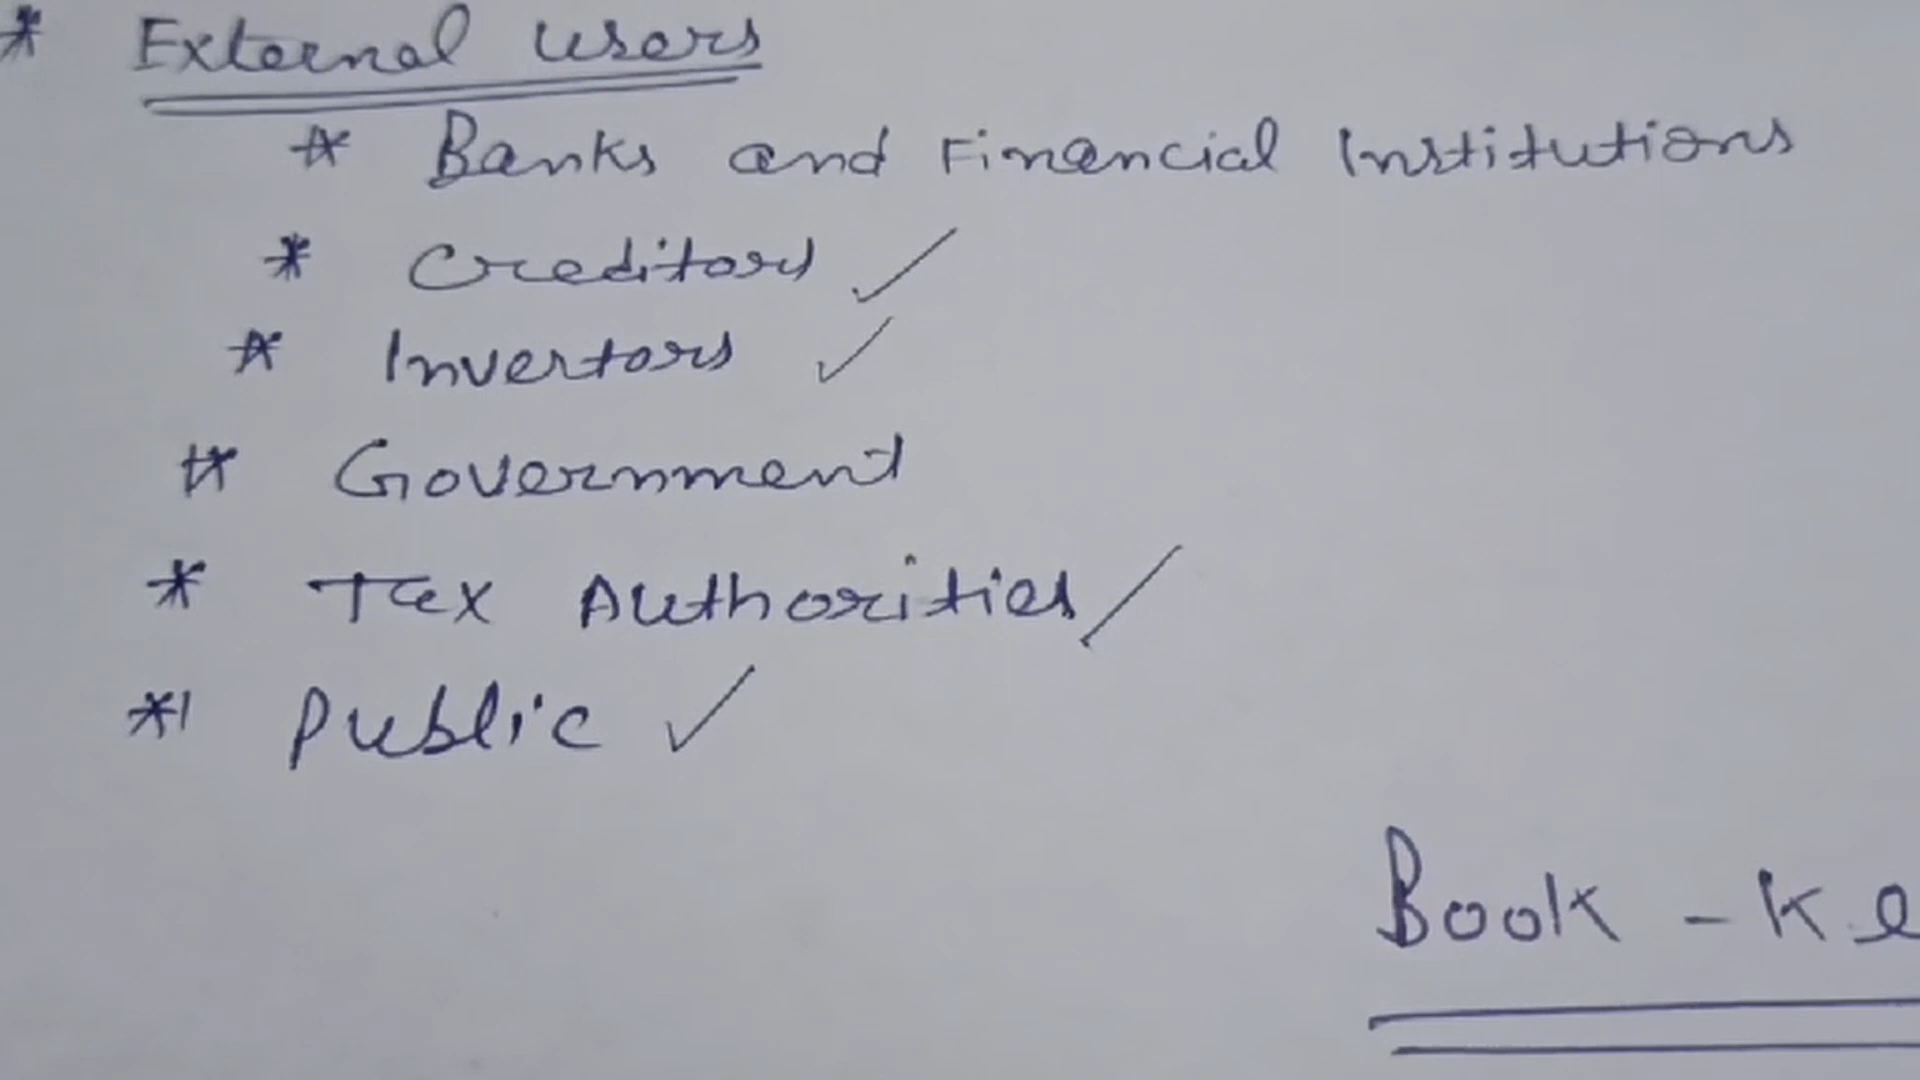 * External users
* Banks and Financial Institutions
* Creditors ✓
* Investors ✓
* Government
* Tax Authorities /
* Public ✓
Book - Ke